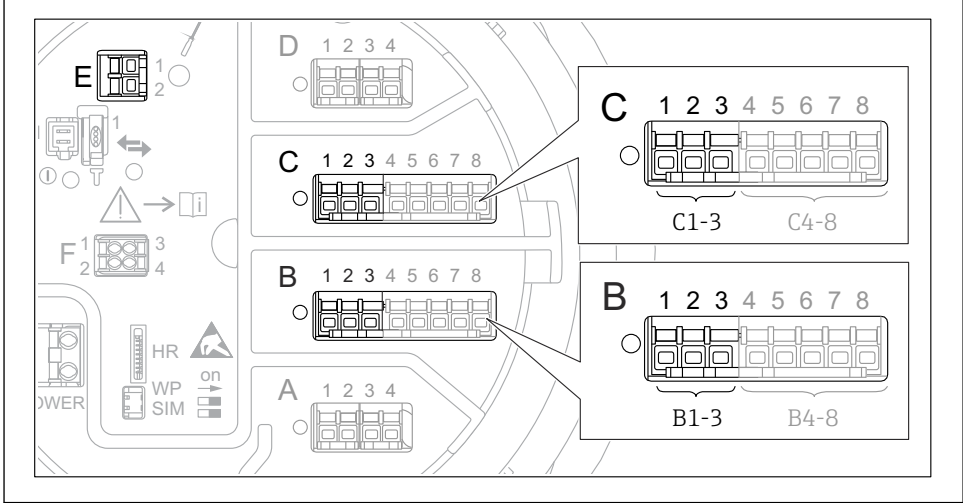 D 1 2 3 4
E 1
2
1
C 1 2 3 4 5 6 7 8
i
F 1 3
2 4
B 1 2 3 4 5 6 7 8
HR
WP on
SIM
OWER
A 1 2 3 4
C 1 2 3 4 5 6 7 8
C1-3 C4-8
B 1 2 3 4 5 6 7 8
B1-3 B4-8